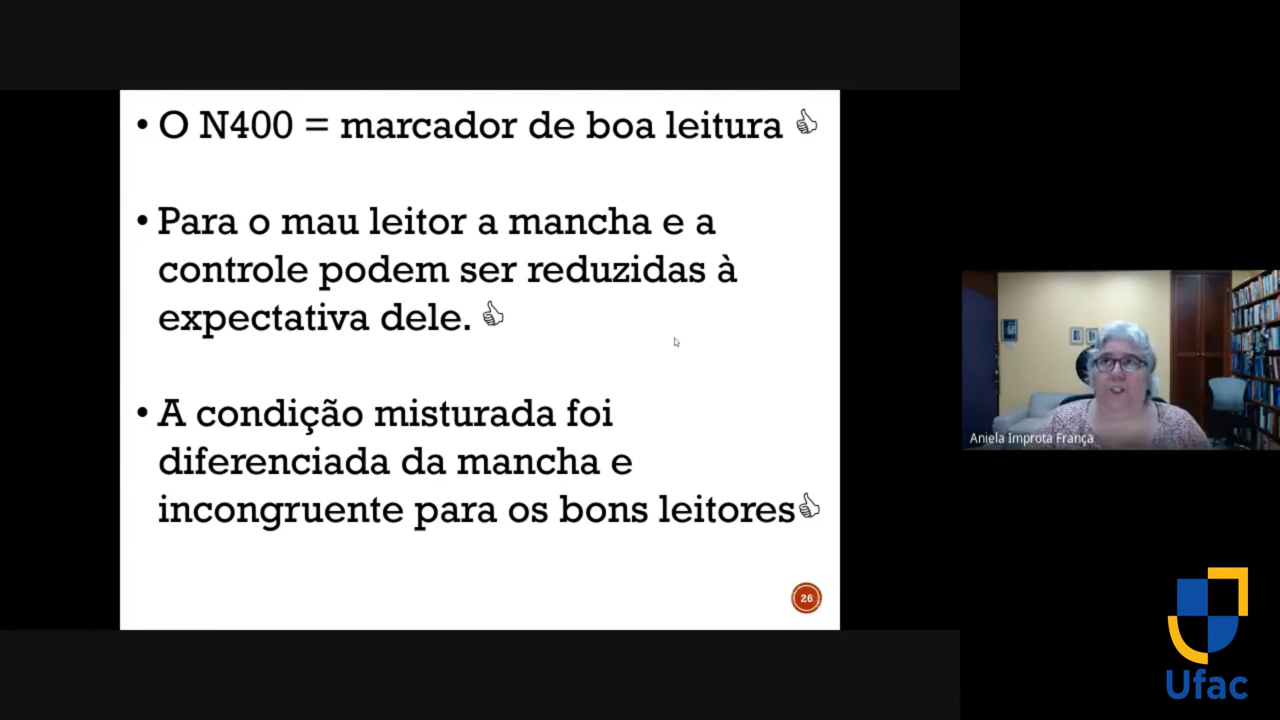 • O N400 = marcador de boa leitura
• Para o mau leitor a mancha e a
controle podem ser reduzidas à
expectativa dele.
• A condição misturada foi
diferenciada da mancha e
incongruente para os bons leitores
26
Aniela Improta França
Ufac